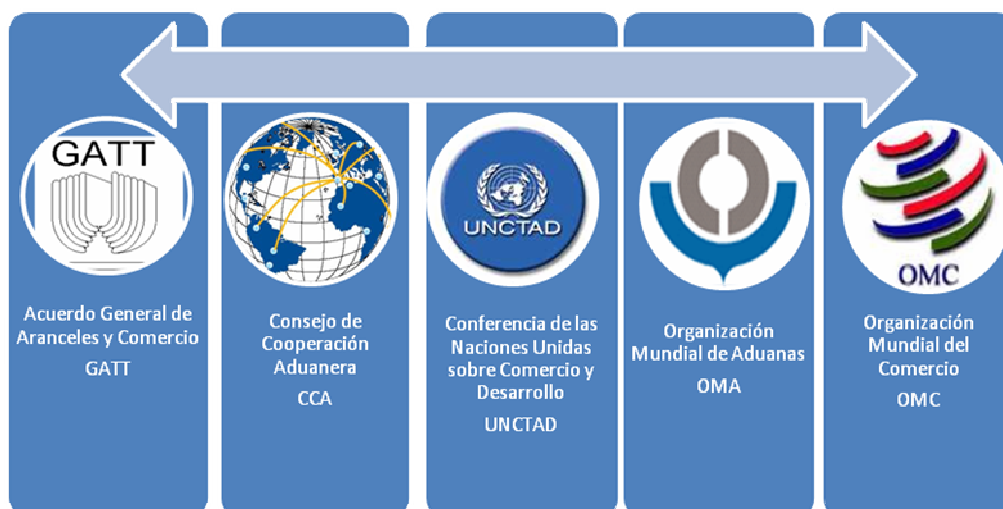 GATT
Acuerdo General de
Aranceles y Comercio
GATT
Consejo de
Cooperación
Aduanera
CCA
UNCTAD
Conferencia de las
Naciones Unidas
sobre Comercio y
Desarrollo
UNCTAD
Organización
Mundial de Aduanas
OMA
OMC
Organización
Mundial del
Comercio
OMC